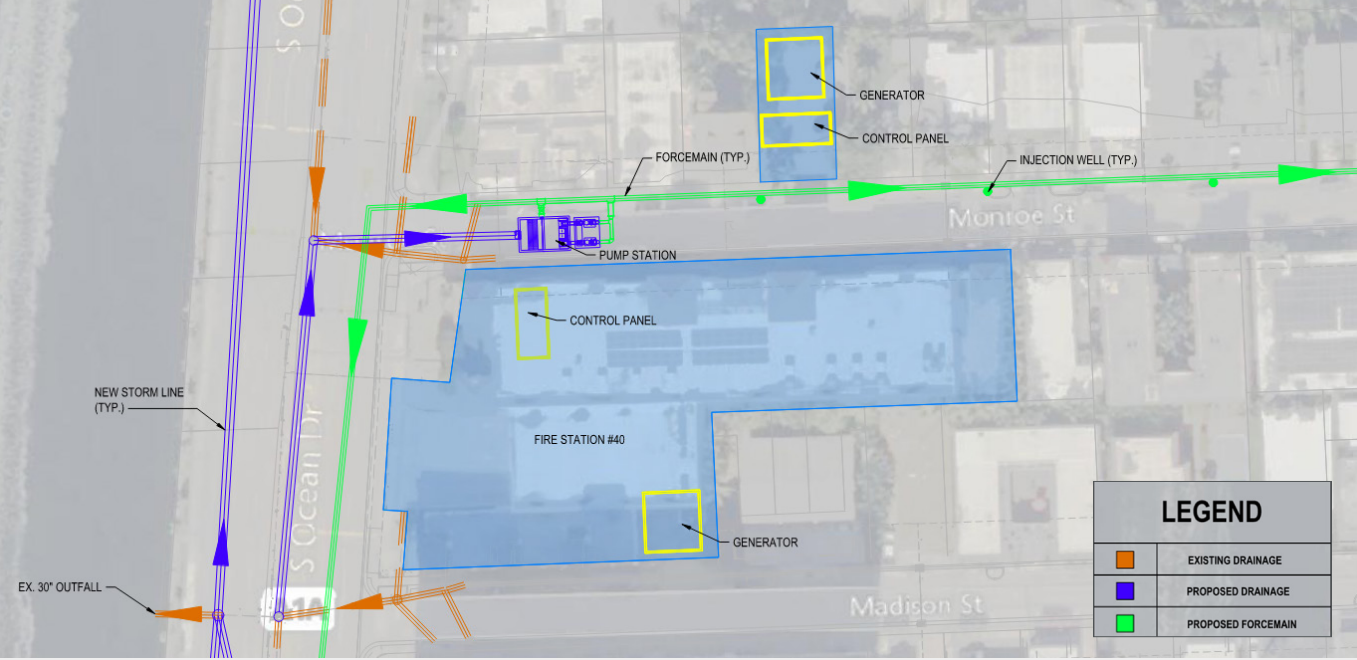 S O
GENERATOR
CONTROL PANEL
FORCEMAIN (TYP.)
INJECTION WELL (TYP.)
Monroe St
PUMP STATION
CONTROL PANEL
NEW STORM LINE
(TYP.)
S Ocean Dr
FIRE STATION #40
GENERATOR
EX. 30" OUTFALL
A1A
Madison St
LEGEND
EXISTING DRAINAGE
PROPOSED DRAINAGE
PROPOSED FORCEMAIN